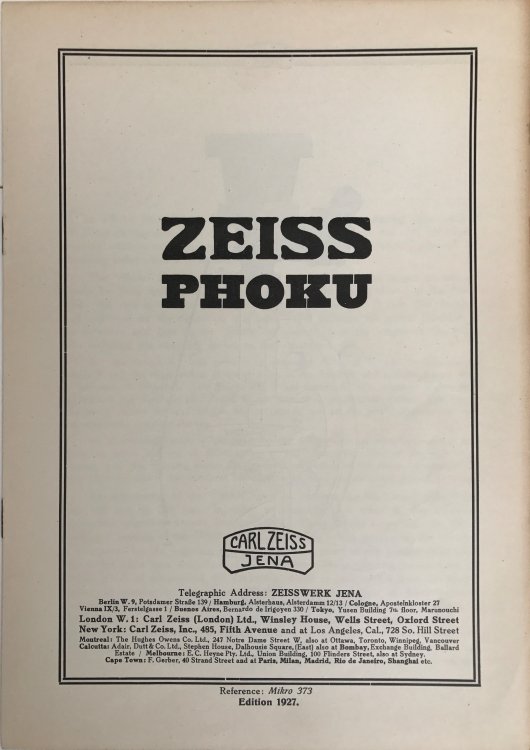 ZEISS
PHOKU
CARL ZEISS
JENA
Telegraphic Address: ZEISSWERK JENA
Berlin W. 9, Potsdamer Straße 139 / Hamburg, Alsterhaus, Alsterdamm 12/13 / Cologne, Apostelnkloster 27
Vienna IX/3, Ferstelgasse 1 / Buenos Aires, Bernardo de Irigoyen 330 / Tokyo, Yusen Building 7th floor, Marunouchi
London W. 1: Carl Zeiss (London) Ltd., Winsley House, Wells Street, Oxford Street
New York: Carl Zeiss, Inc., 485, Fifth Avenue and at Los Angeles, Cal., 728 So. Hill Street
Montreal: The Hughes Owens Co. Ltd., 247 Notre Dame Street W, also at Ottawa, Toronto, Winnipeg, Vancouver
Calcutta: Adair, Dutt & Co. Ltd., Stephen House, Dalhousie Square, (East) also at Bombay, Exchange Building, Ballard
Estate / Melbourne: E. C. Heyne Pty. Ltd., Union Building, 100 Flinders Street, also at Sydney.
Cape Town: F. Gerber, 40 Strand Street and at Paris, Milan, Madrid, Rio de Janeiro, Shanghai etc.
Reference: Mikro 373
Edition 1927.